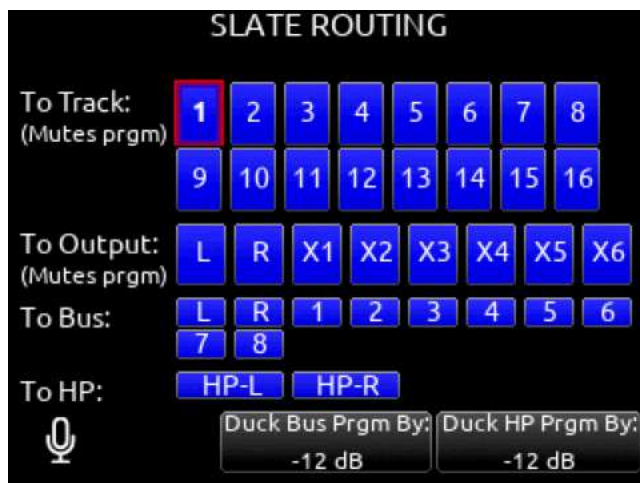 SLATE ROUTING
To Track: 1 2 3 4 5 6 7 8
(Mutes prgm)
9 10 11 12 13 14 15 16
To Output: L R X1 X2 X3 X4 X5 X6
(Mutes prgm)
To Bus: L R 1 2 3 4 5 6
7 8
To HP: HP-L HP-R
Duck Bus Prgm By: Duck HP Prgm By:
-12 dB -12 dB